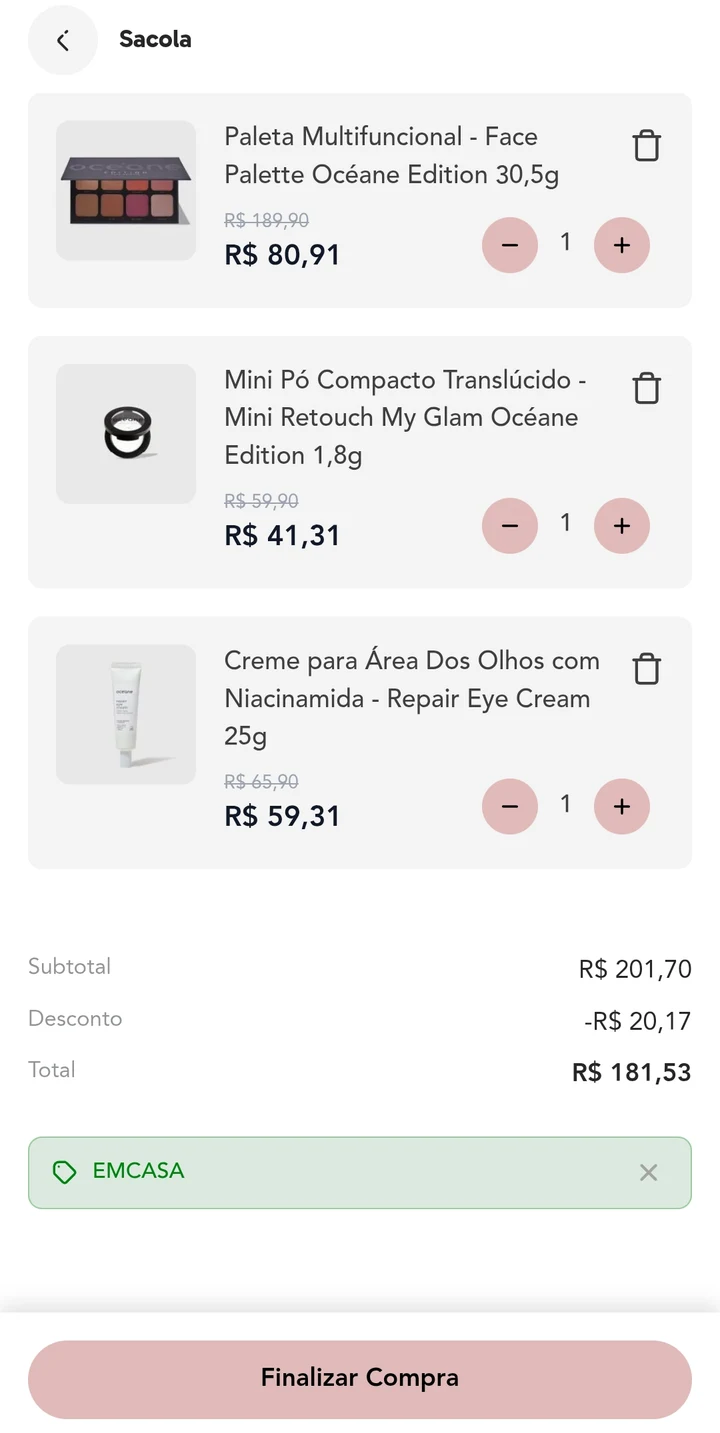 Sacola
Paleta Multifuncional - Face
Palette Océane Edition 30,5g
R$ 189,90
R$ 80,91
1
Mini Pó Compacto Translúcido -
Mini Retouch My Glam Océane
Edition 1,8g
R$ 59,90
R$ 41,31
1
Creme para Área Dos Olhos com
Niacinamida - Repair Eye Cream
25g
R$ 65,90
R$ 59,31
1
Subtotal
R$ 201,70
Desconto
-R$ 20,17
Total
R$ 181,53
EMCASA
Finalizar Compra